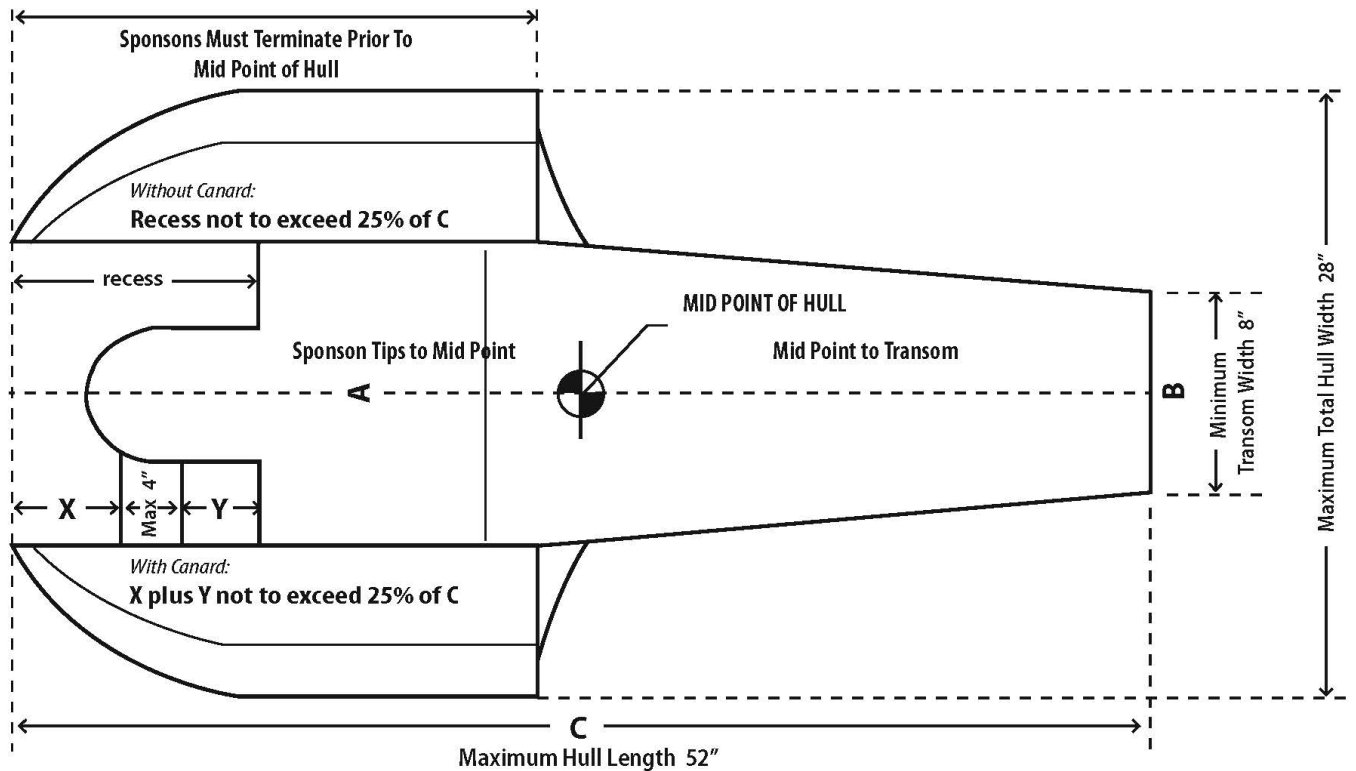 Sponsons Must Terminate Prior To
Mid Point of Hull
Without Canard:
Recess not to exceed 25% of C
recess
MID POINT OF HULL
Sponson Tips to Mid Point
Mid Point to Transom
A
B
Minimum
Transom Width 8"
Maximum Total Hull Width 28"
X
Max 4"
Y
With Canard:
X plus Y not to exceed 25% of C
C
Maximum Hull Length 52"